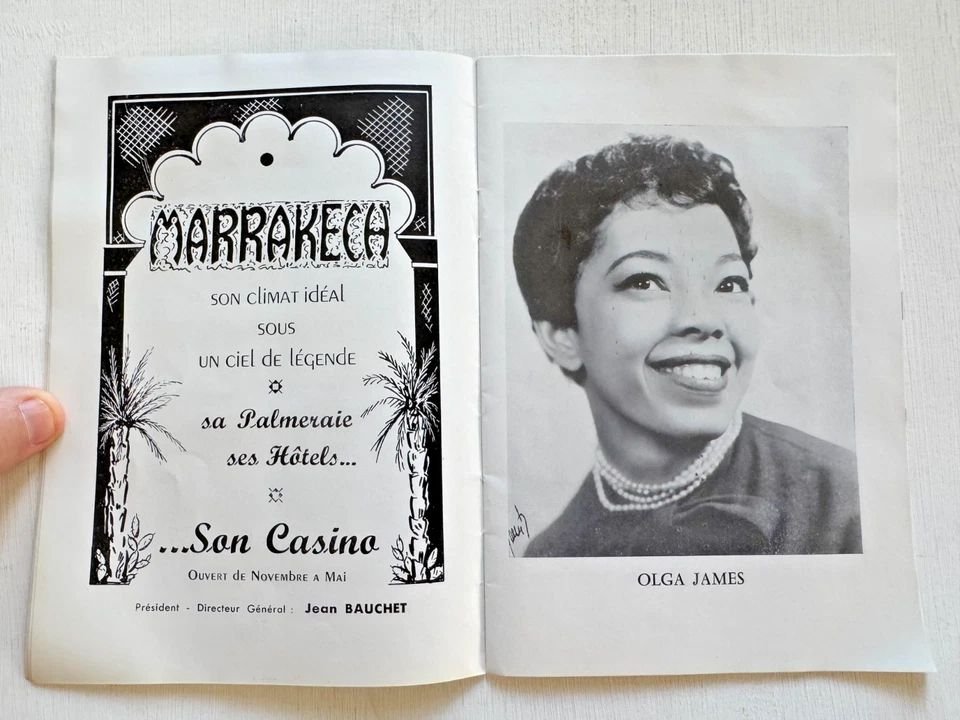 MARRAKECH
SON CLIMAT IDÉAL
SOUS
UN CIEL DE LÉGENDE
sa Palmeraie
ses Hôtels...
...Son Casino
OUVERT DE NOVEMBRE A MAI
Président - Directeur Général : Jean BAUCHET
OLGA JAMES